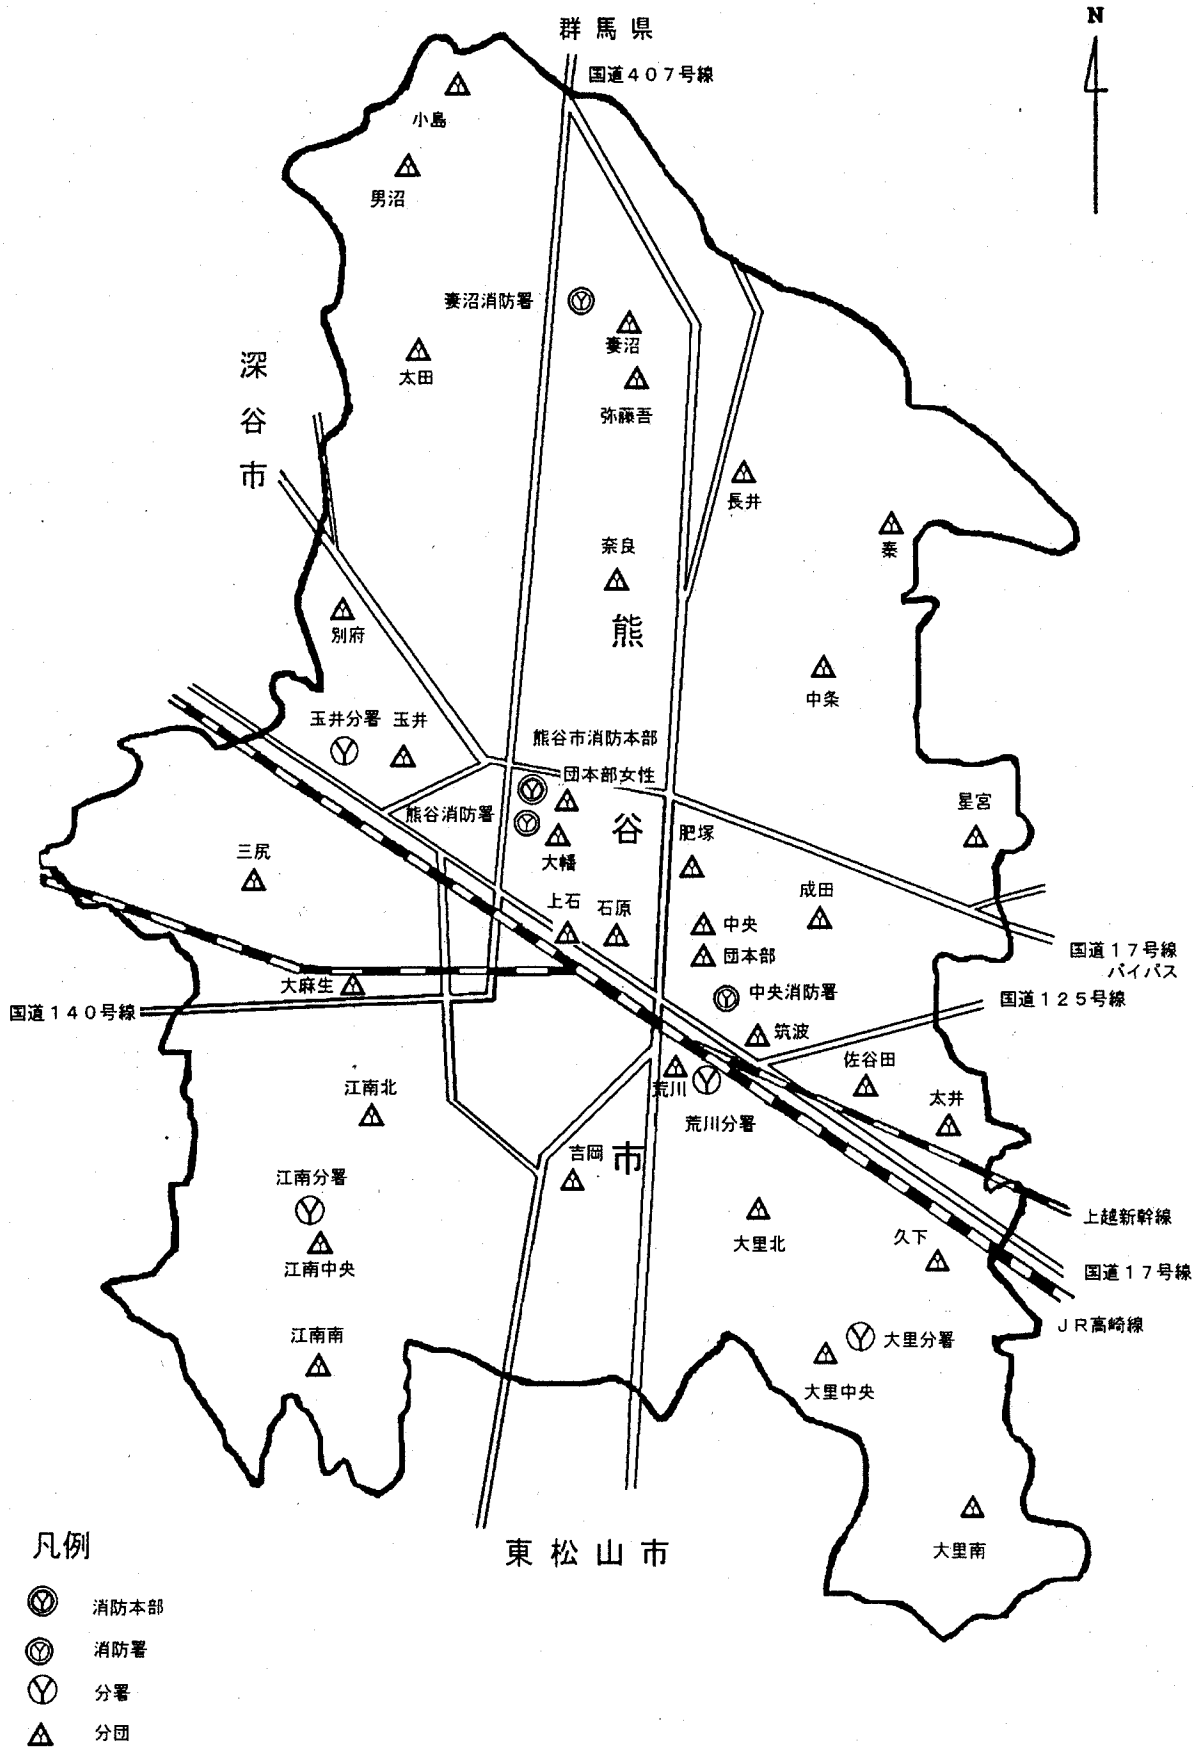 群馬県
N
国道407号線
小島
男沼
妻沼消防署
妻沼
太田
弥藤吾
深谷市
長井
秦
奈良
熊谷市
別府
中条
玉井分署
玉井
熊谷市消防本部
団本部女性
熊谷消防署
大幡
星宮
肥塚
三尻
成田
上石
石原
中央
団本部
国道17号線
バイパス
大麻生
中央消防署
国道125号線
国道140号線
筑波
佐谷田
荒川
荒川分署
太井
江南北
吉岡
江南分署
江南中央
大里北
久下
上越新幹線
国道17号線
JR高崎線
江南南
大里分署
大里中央
大里南
東松山市
凡例
消防本部
消防署
分署
分団